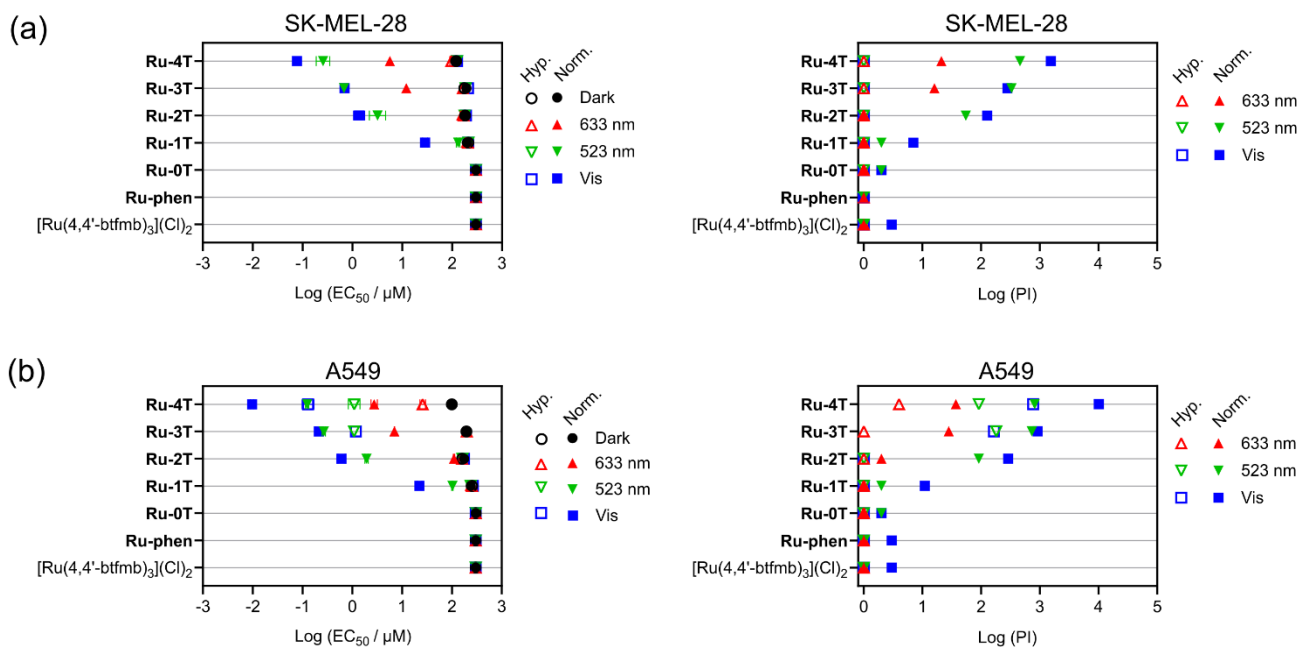 (a)
SK-MEL-28
Ru-4T
Ru-3T
Ru-2T
Ru-1T
Ru-0T
Ru-phen
[Ru(4,4'-btfmb)₃](Cl)₂
-3 -2 -1 0 1 2 3
Log (EC₅₀ / µM)
Hyp. Norm.
Dark
633 nm
523 nm
Vis
SK-MEL-28
Ru-4T
Ru-3T
Ru-2T
Ru-1T
Ru-0T
Ru-phen
[Ru(4,4'-btfmb)₃](Cl)₂
0 1 2 3 4 5
Log (PI)
Hyp. Norm.
633 nm
523 nm
Vis
(b)
A549
Ru-4T
Ru-3T
Ru-2T
Ru-1T
Ru-0T
Ru-phen
[Ru(4,4'-btfmb)₃](Cl)₂
-3 -2 -1 0 1 2 3
Log (EC₅₀ / µM)
Hyp. Norm.
Dark
633 nm
523 nm
Vis
A549
Ru-4T
Ru-3T
Ru-2T
Ru-1T
Ru-0T
Ru-phen
[Ru(4,4'-btfmb)₃](Cl)₂
0 1 2 3 4 5
Log (PI)
Hyp. Norm.
633 nm
523 nm
Vis